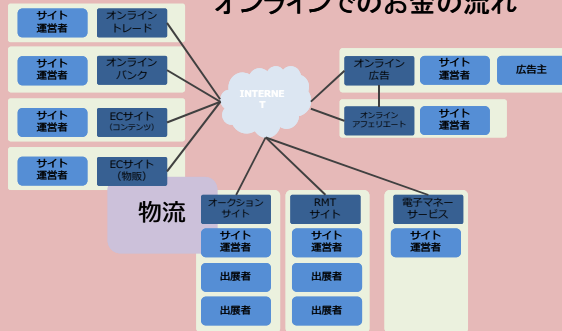 オンラインでのお金の流れ
サイト
運営者
オンライン
トレード
サイト
運営者
オンライン
バンク
サイト
運営者
ECサイト
(コンテンツ)
サイト
運営者
ECサイト
(物販)
INTERNE
T
オンライン
広告
サイト
運営者
広告主
オンライン
アフェリエート
サイト
運営者
物流
オークション
サイト
サイト
運営者
出展者
出展者
RMT
サイト
サイト
運営者
出展者
出展者
電子マネー
サービス
サイト
運営者